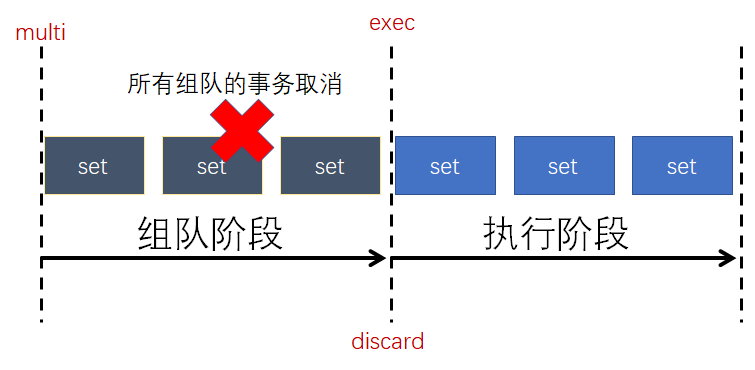 multi
exec
所有组队的事务取消
set
set
set
set
set
set
组队阶段
执行阶段
discard